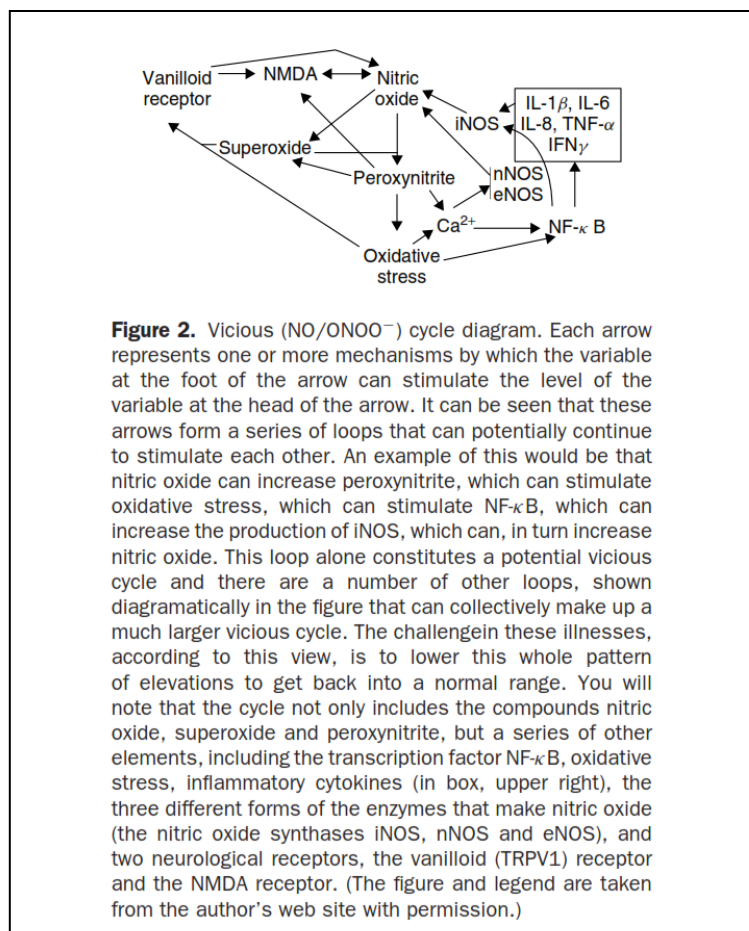 Vanilloid
receptor
NMDA
Nitric
oxide
iNOS
IL-1β, IL-6
IL-8, TNF-α
IFNγ
Superoxide
Peroxynitrite
nNOS
eNOS
Ca2+
NF-κ B
Oxidative
stress
Figure 2. Vicious (NO/ONOO−) cycle diagram. Each arrow
represents one or more mechanisms by which the variable
at the foot of the arrow can stimulate the level of the
variable at the head of the arrow. It can be seen that these
arrows form a series of loops that can potentially continue
to stimulate each other. An example of this would be that
nitric oxide can increase peroxynitrite, which can stimulate
oxidative stress, which can stimulate NF-κB, which can
increase the production of iNOS, which can, in turn increase
nitric oxide. This loop alone constitutes a potential vicious
cycle and there are a number of other loops, shown
diagramatically in the figure that can collectively make up a
much larger vicious cycle. The challengein these illnesses,
according to this view, is to lower this whole pattern
of elevations to get back into a normal range. You will
note that the cycle not only includes the compounds nitric
oxide, superoxide and peroxynitrite, but a series of other
elements, including the transcription factor NF-κB, oxidative
stress, inflammatory cytokines (in box, upper right), the
three different forms of the enzymes that make nitric oxide
(the nitric oxide synthases iNOS, nNOS and eNOS), and
two neurological receptors, the vanilloid (TRPV1) receptor
and the NMDA receptor. (The figure and legend are taken
from the author's web site with permission.)